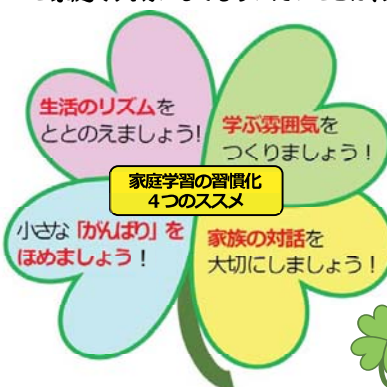 生活のリズムを
ととのえましょう!
学ぶ雰囲気を
つくりましょう！
家庭学習の習慣化
４つのススメ
小さな「がんばり」を
ほめましょう！
家族の対話を
大切にしましょう！